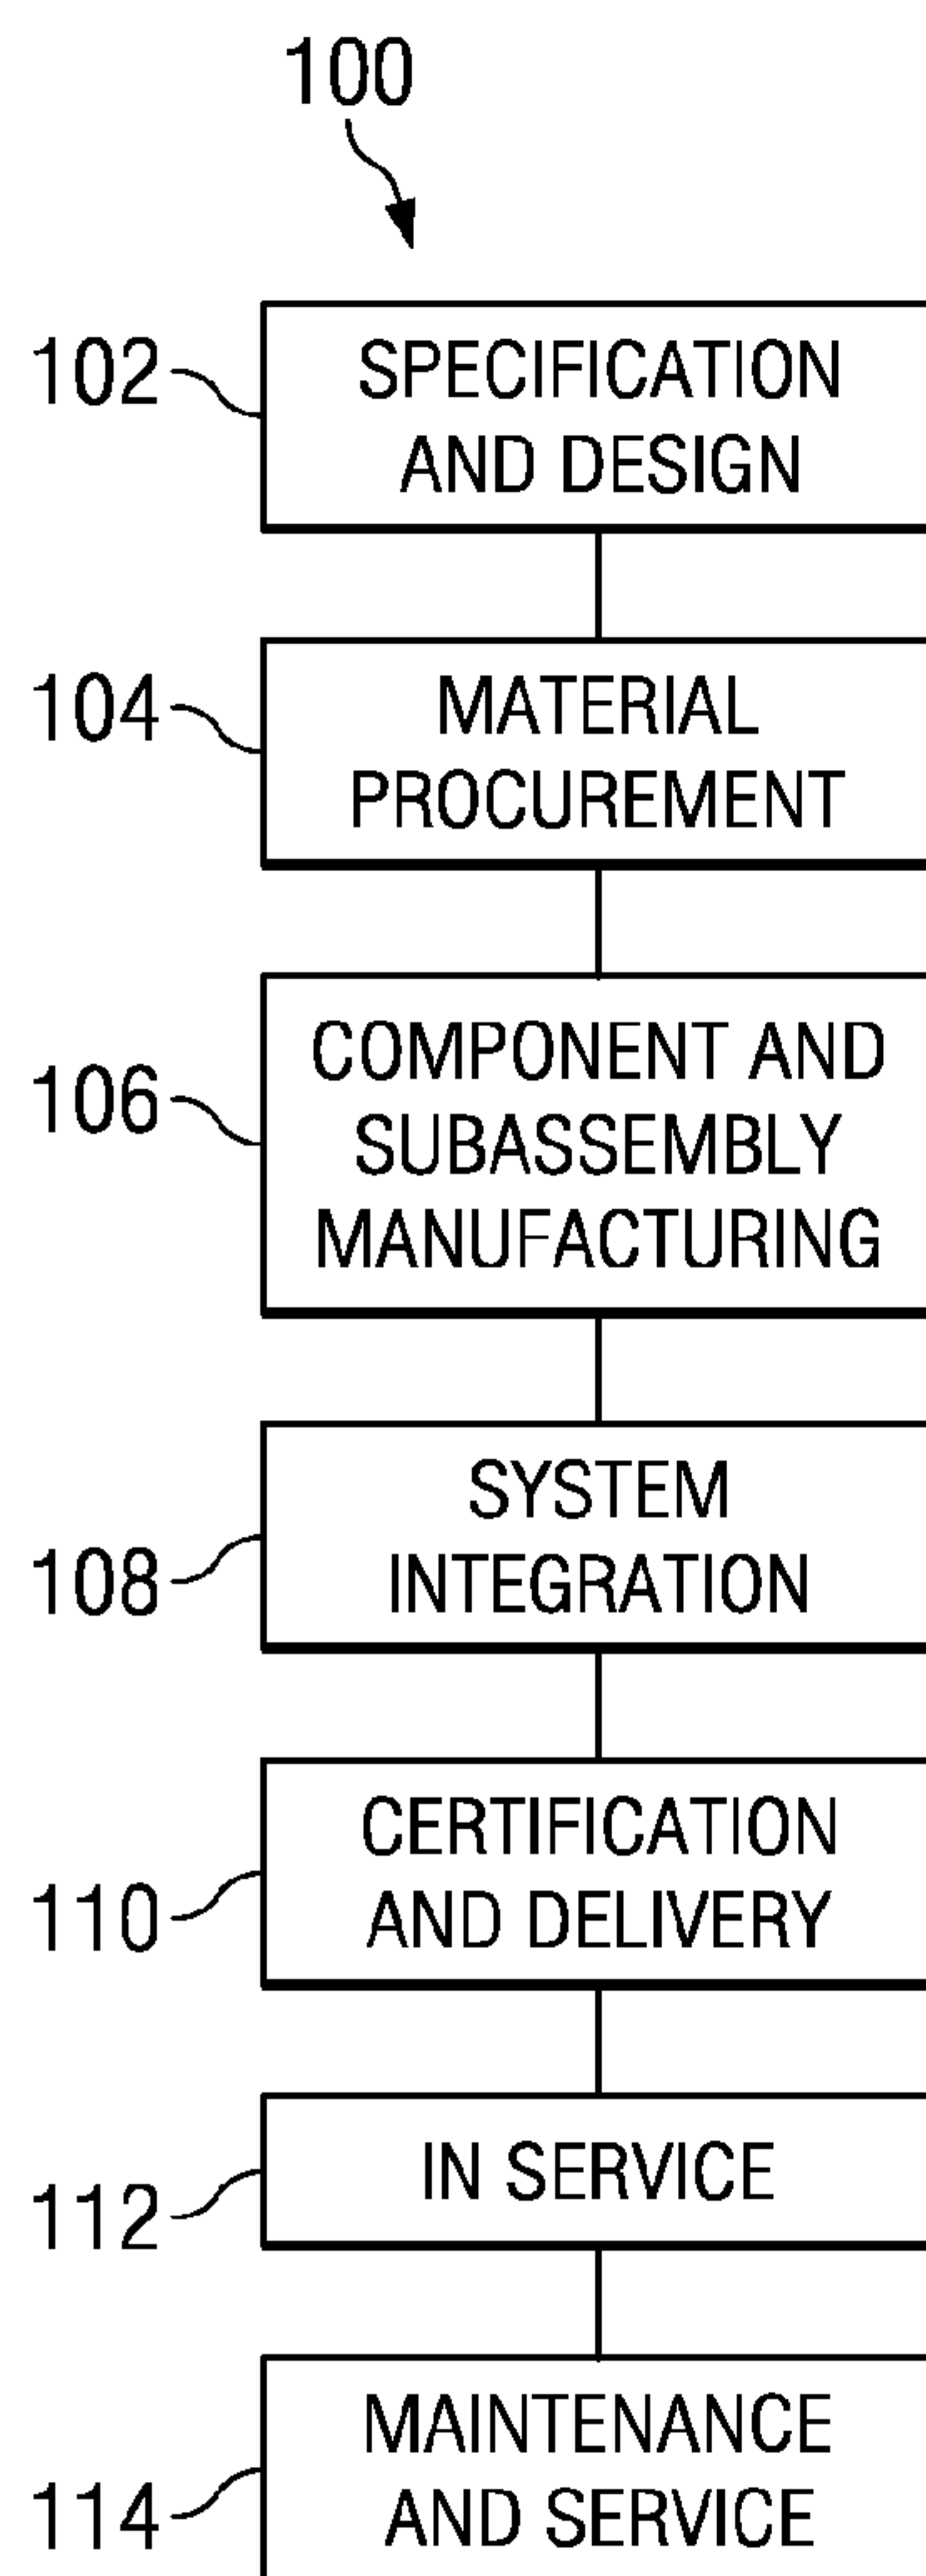 100
102
SPECIFICATION
AND DESIGN
104
MATERIAL
PROCUREMENT
106
COMPONENT AND
SUBASSEMBLY
MANUFACTURING
108
SYSTEM
INTEGRATION
110
CERTIFICATION
AND DELIVERY
112
IN SERVICE
114
MAINTENANCE
AND SERVICE